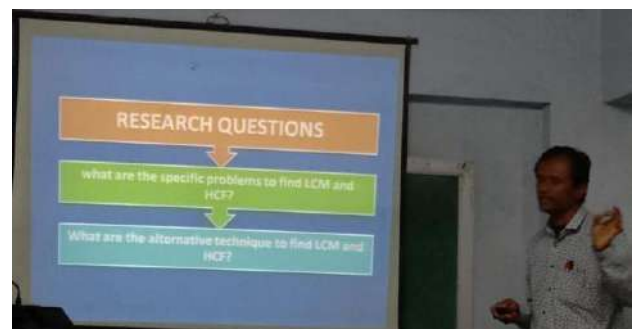 RESEARCH QUESTIONS
what are the specific problems to find LCM and
HCF?
What are the alternative technique to find LCM and
HCF?